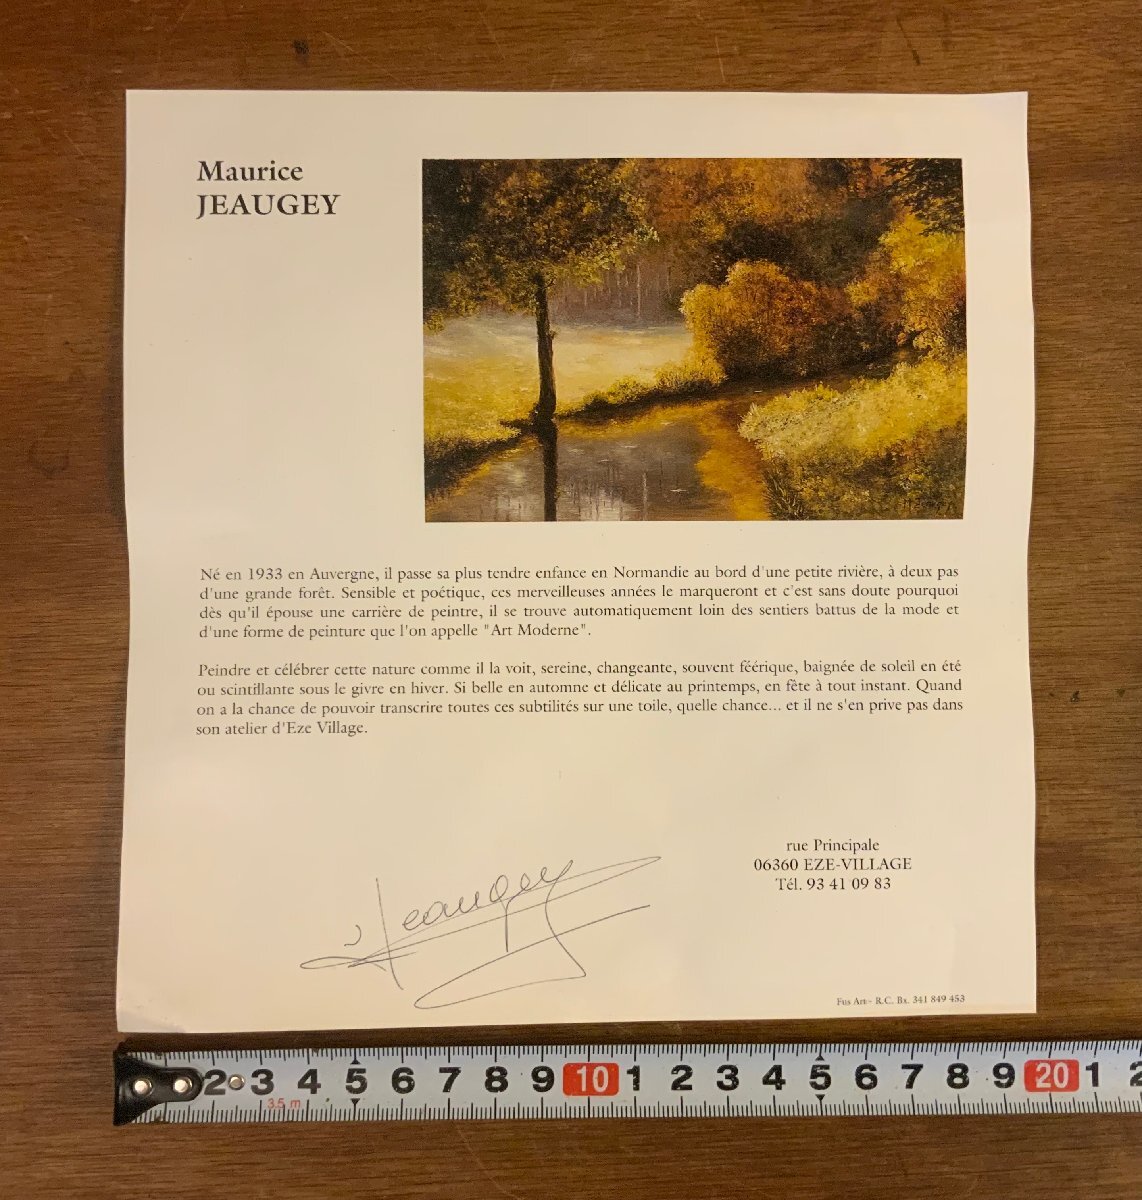 Maurice
JEAUGEY
Né en 1933 en Auvergne, il passe sa plus tendre enfance en Normandie au bord d'une petite rivière, à deux pas
d'une grande forêt. Sensible et poétique, ces merveilleuses années le marqueront et c'est sans doute pourquoi
dès qu'il épouse une carrière de peintre, il se trouve automatiquement loin des sentiers battus de la mode et
d'une forme de peinture que l'on appelle "Art Moderne".
Peindre et célébrer cette nature comme il la voit, sereine, changeante, souvent féérique, baignée de soleil en été
ou scintillante sous le givre en hiver. Si belle en automne et délicate au printemps, en fête à tout instant. Quand
on a la chance de pouvoir transcrire toutes ces subtilités sur une toile, quelle chance... et il ne s'en prive pas dans
son atelier d'Eze Village.
rue Principale
06360 EZE-VILLAGE
Tél. 93 41 09 83
Jeaugey
Fus Art - R.C. Bx. 341 849 453
2 3 4 5 6 7 8 9 10 1 2 3 4 5 6 7 8 9 20 1 2
3.5 m